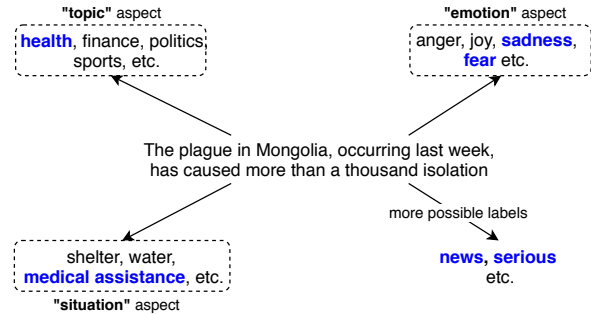 "topic" aspect
health, finance, politics
sports, etc.
"emotion" aspect
anger, joy, sadness,
fear etc.
The plague in Mongolia, occurring last week,
has caused more than a thousand isolation
more possible labels
shelter, water,
medical assistance, etc.
"situation" aspect
news, serious
etc.